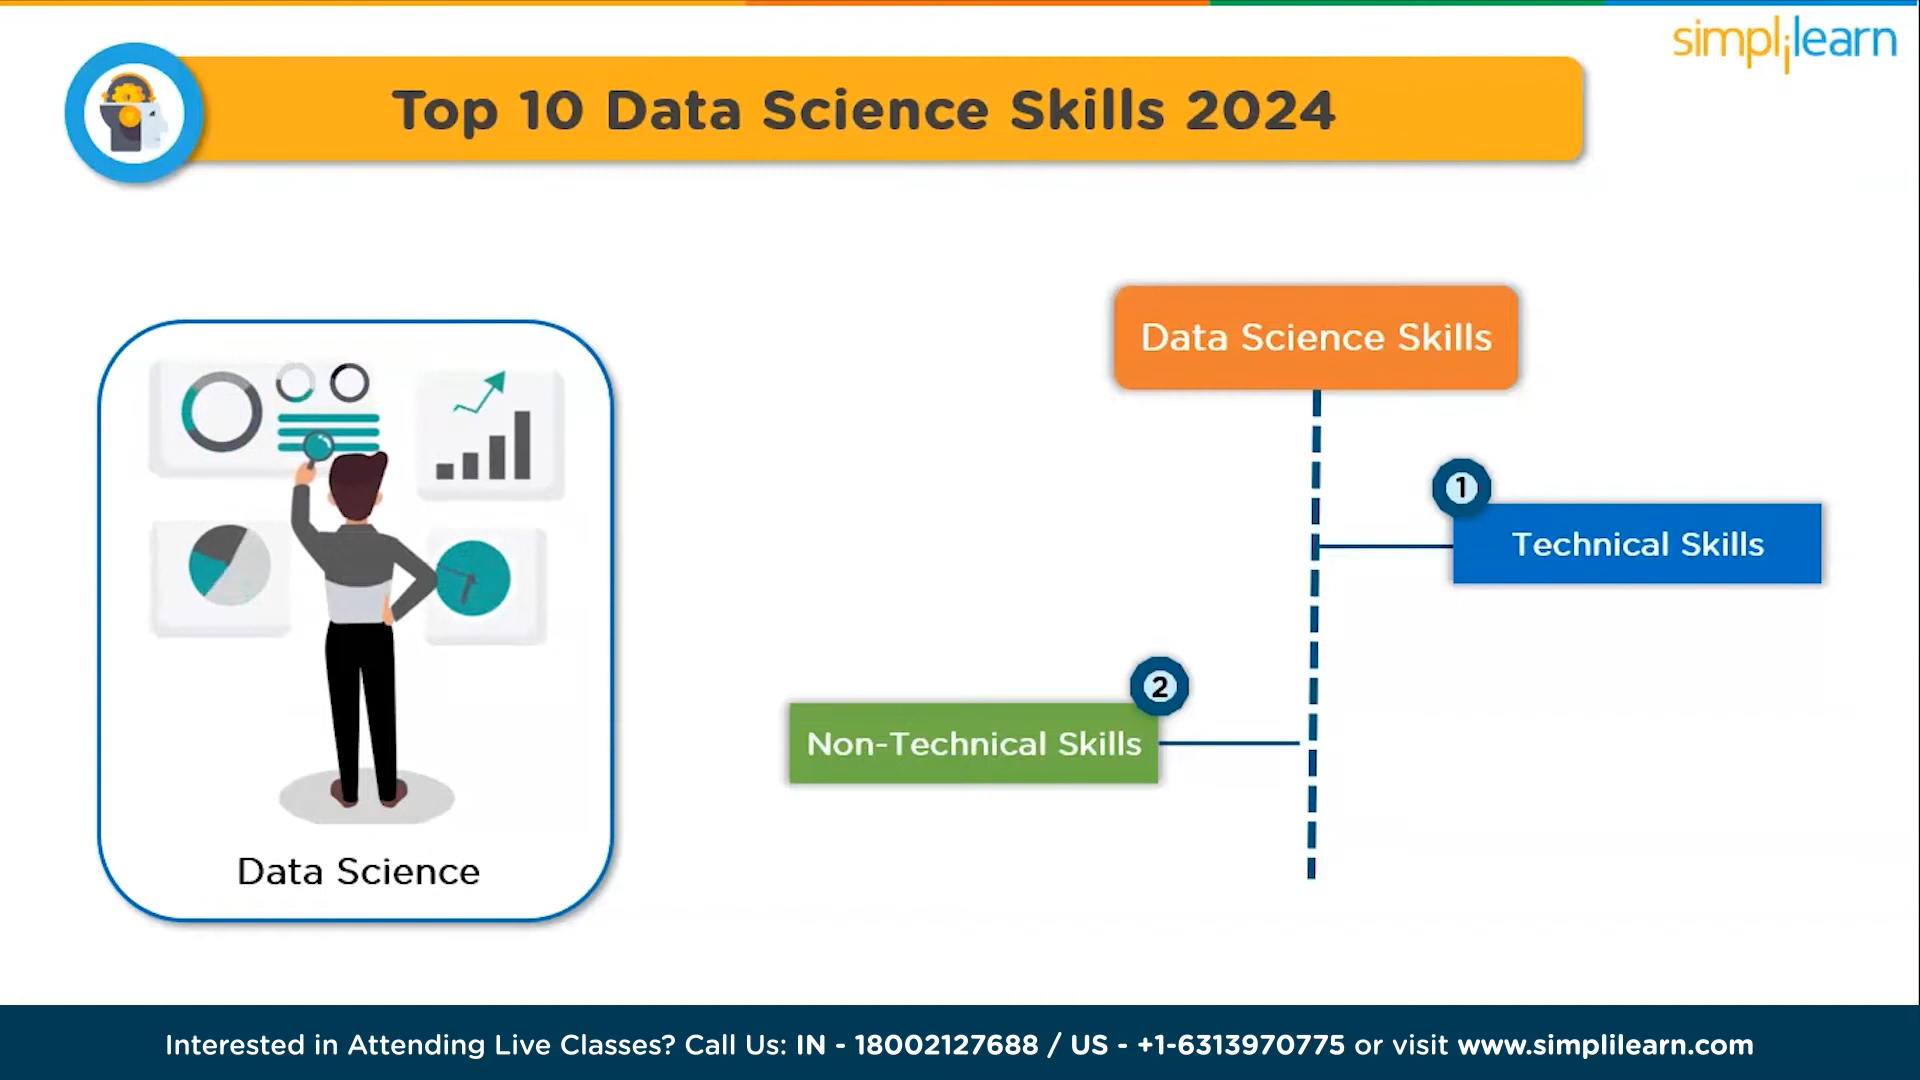 simplilearn
Top 10 Data Science Skills 2024
Data Science Skills
1
Technical Skills
2
Non-Technical Skills
Data Science
Interested in Attending Live Classes? Call Us: IN - 18002127688 / US - +1-6313970775 or visit www.simplilearn.com